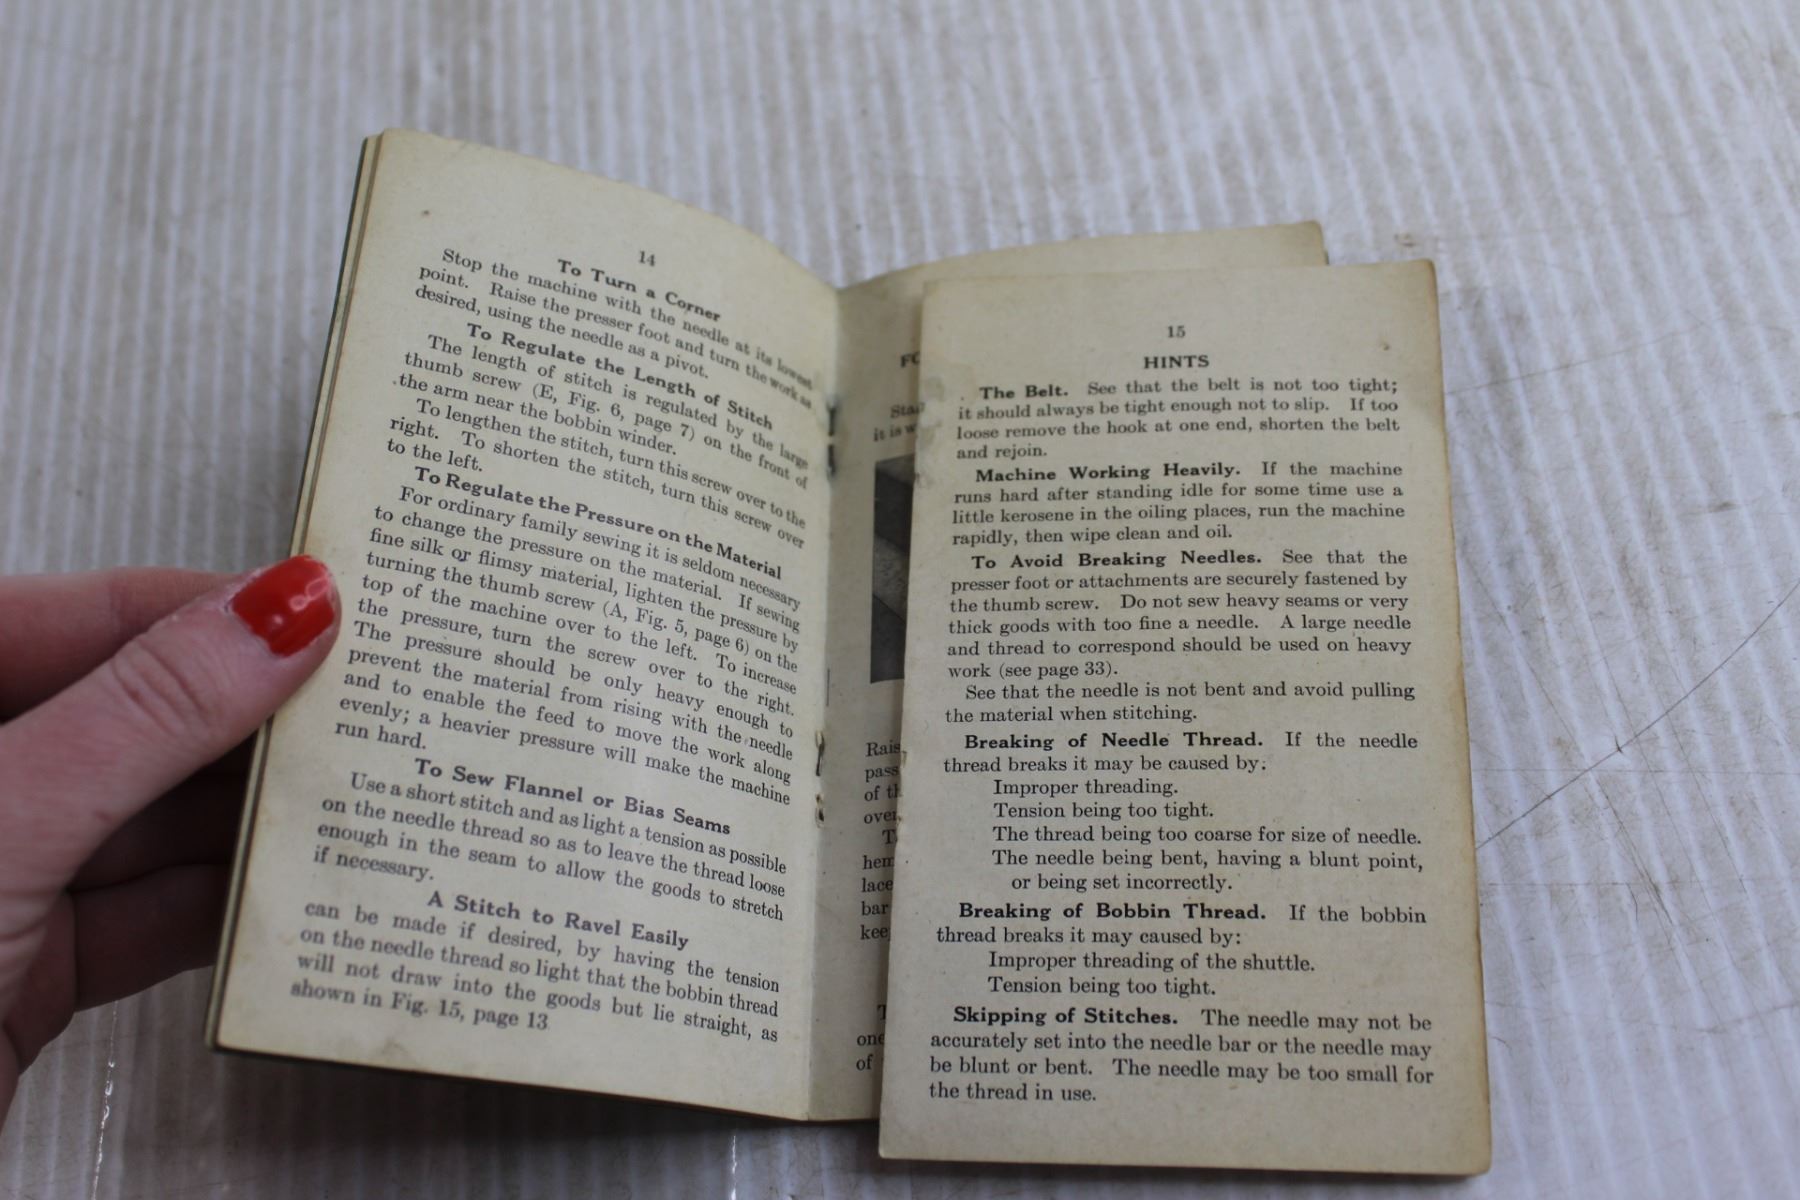 14
To Turn a Corner
Stop the machine with the needle at its lowest
point. Raise the presser foot and turn the work as
desired, using the needle as a pivot.
To Regulate the Length of Stitch
The length of stitch is regulated by the large
thumb screw (E, Fig. 6, page 7) on the front of
the arm near the bobbin winder.
To lengthen the stitch, turn this screw over to the
right. To shorten the stitch, turn this screw over
to the left.
To Regulate the Pressure on the Material
For ordinary family sewing it is seldom necessary
to change the pressure on the material. If sewing
fine silk or flimsy material, lighten the pressure by
turning the thumb screw (A, Fig. 5, page 6) on the
top of the machine over to the left. To increase
the pressure, turn the screw over to the right.
The pressure should be only heavy enough to
prevent the material from rising with the needle
and to enable the feed to move the work along
evenly; a heavier pressure will make the machine
run hard.
To Sew Flannel or Bias Seams
Use a short stitch and as light a tension as possible
on the needle thread so as to leave the thread loose
enough in the seam to allow the goods to stretch
if necessary.
A Stitch to Ravel Easily
can be made if desired, by having the tension
on the needle thread so light that the bobbin thread
will not draw into the goods but lie straight, as
shown in Fig. 15, page 13
it is
Rais
pass
of th
over
hem
lace
bar
kee
one
of
15
HINTS
The Belt. See that the belt is not too tight;
it should always be tight enough not to slip. If too
loose remove the hook at one end, shorten the belt
and rejoin.
Machine Working Heavily. If the machine
runs hard after standing idle for some time use a
little kerosene in the oiling places, run the machine
rapidly, then wipe clean and oil.
To Avoid Breaking Needles. See that the
presser foot or attachments are securely fastened by
the thumb screw. Do not sew heavy seams or very
thick goods with too fine a needle. A large needle
and thread to correspond should be used on heavy
work (see page 33).
See that the needle is not bent and avoid pulling
the material when stitching.
Breaking of Needle Thread. If the needle
thread breaks it may be caused by:
Improper threading.
Tension being too tight.
The thread being too coarse for size of needle.
The needle being bent, having a blunt point,
or being set incorrectly.
Breaking of Bobbin Thread. If the bobbin
thread breaks it may caused by:
Improper threading of the shuttle.
Tension being too tight.
Skipping of Stitches. The needle may not be
accurately set into the needle bar or the needle may
be blunt or bent. The needle may be too small for
the thread in use.